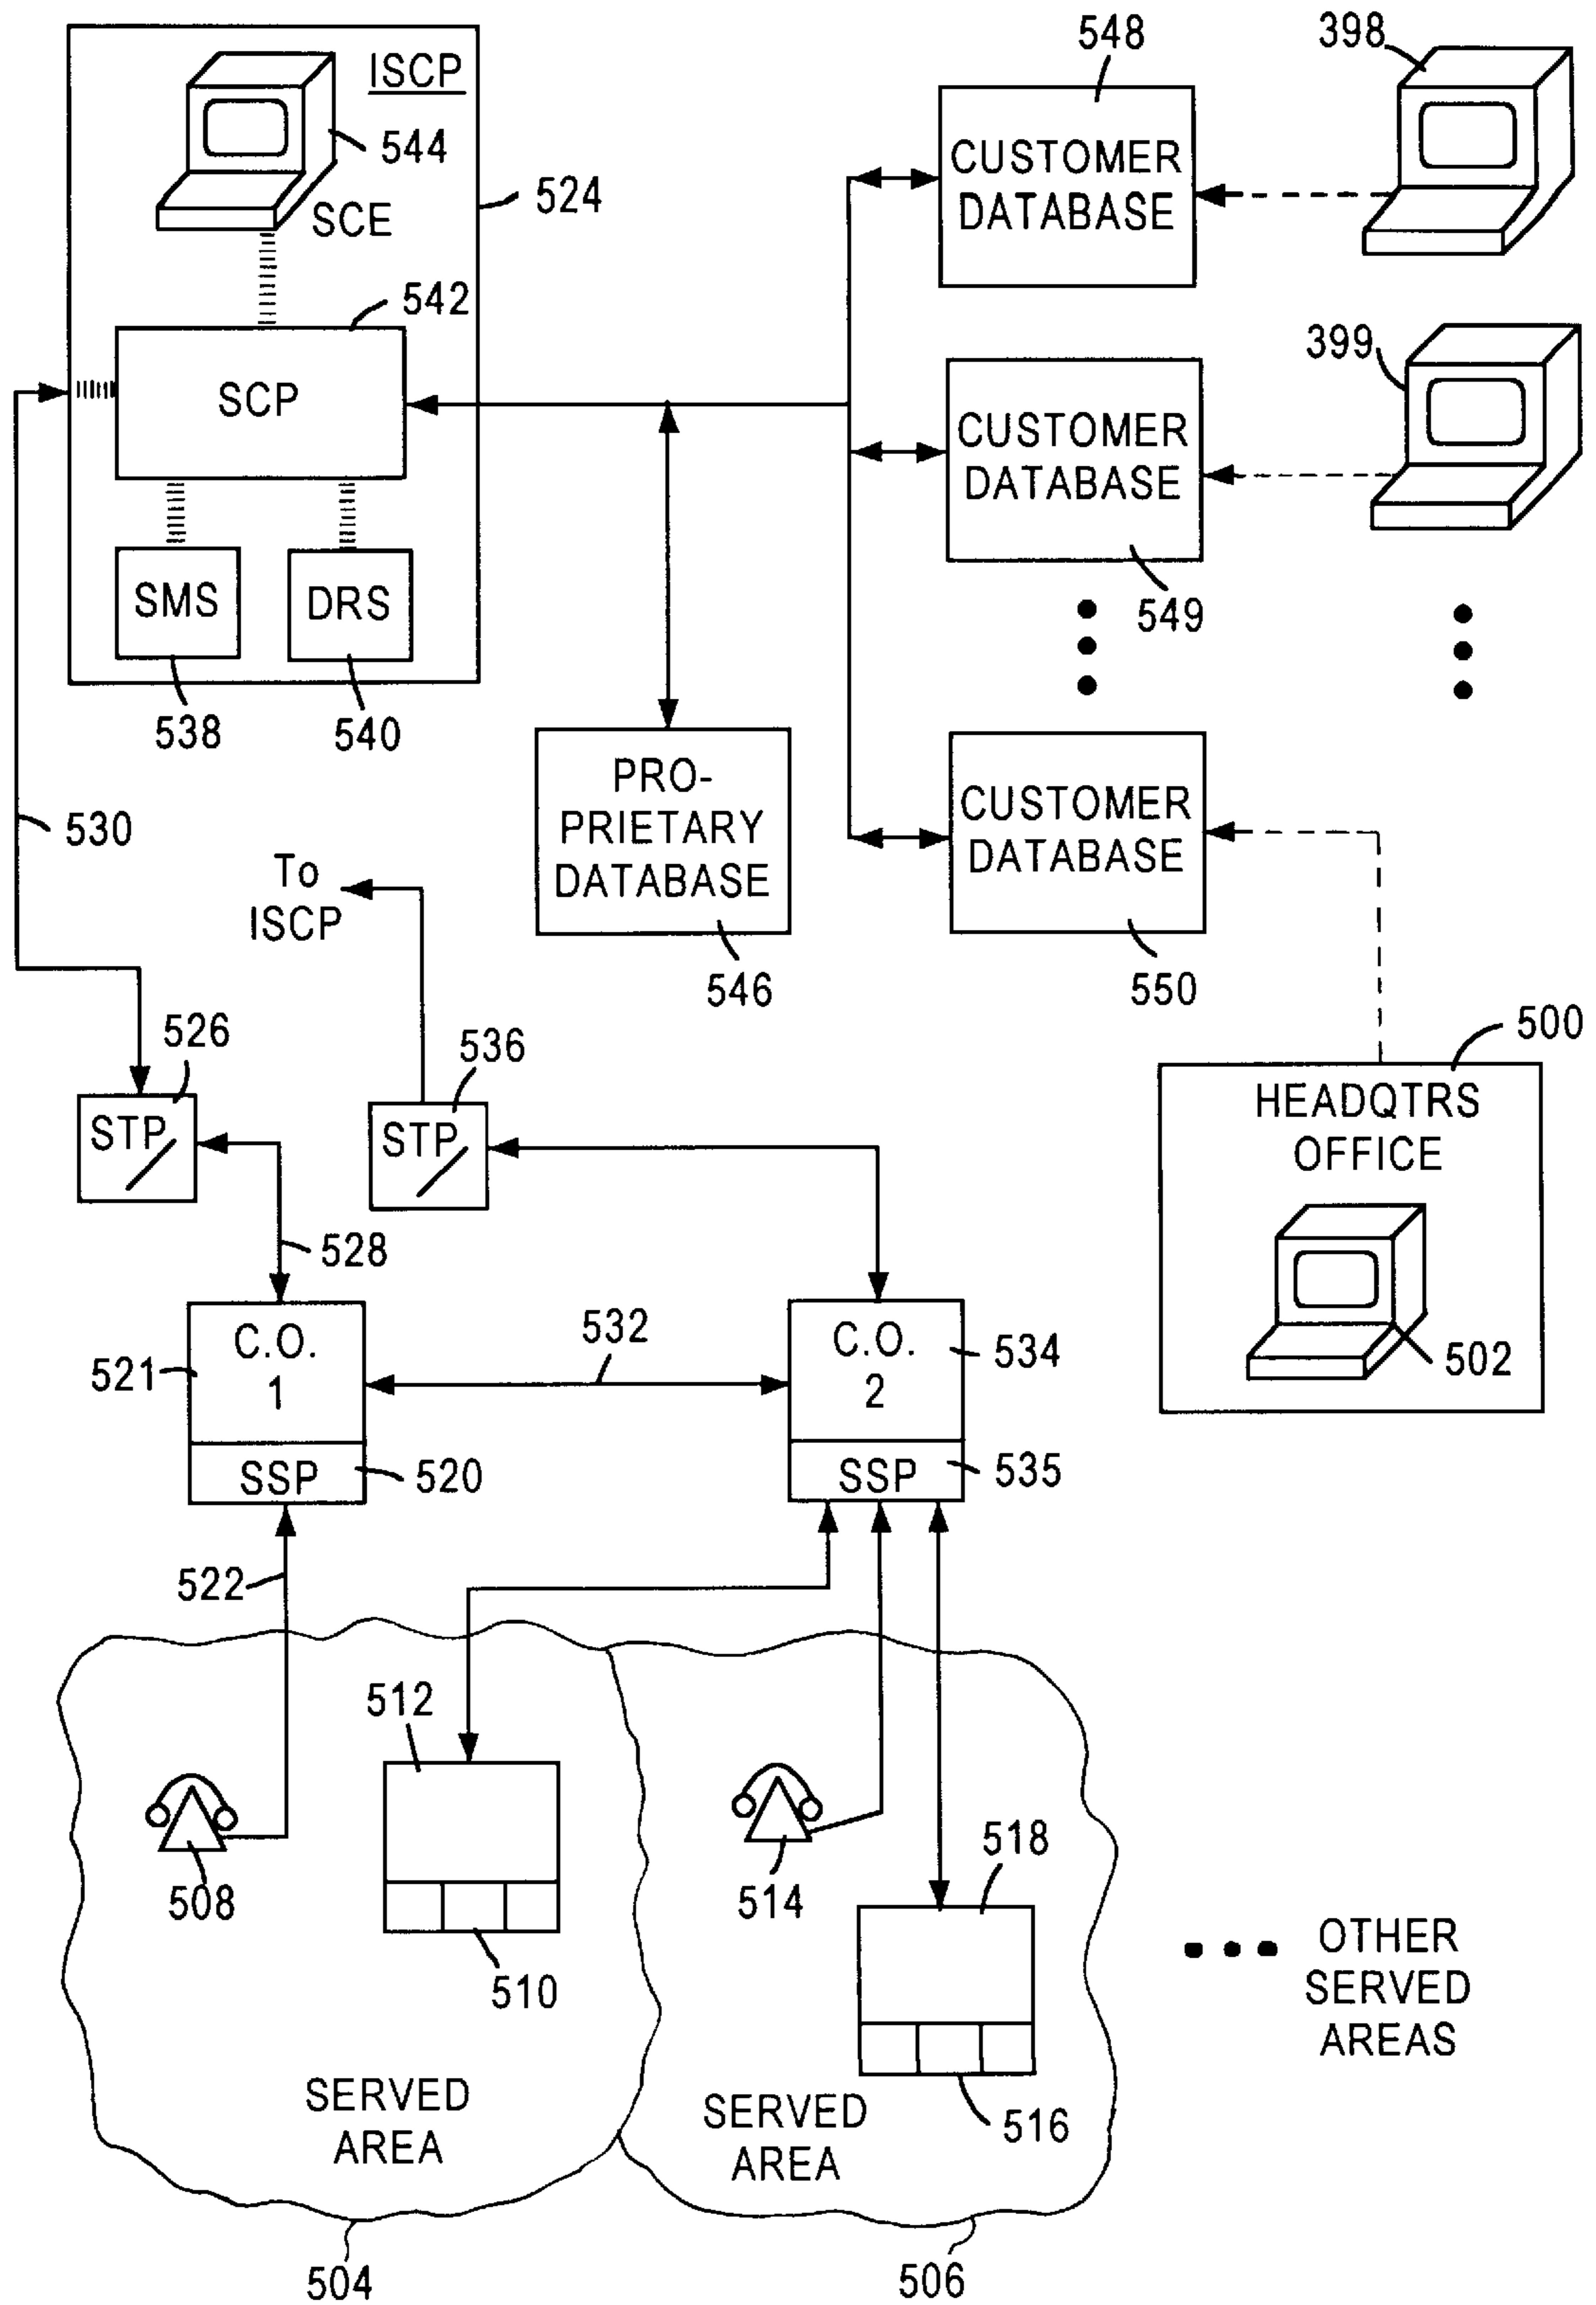 548
398
ISCP
544
CUSTOMER
DATABASE
524
SCE
542
399
SCP
CUSTOMER
DATABASE
SMS
DRS
549
538
540
PRO-
PRIETARY
DATABASE
CUSTOMER
DATABASE
530
To
ISCP
546
550
500
526
536
HEADQTRS
OFFICE
STP
STP
528
532
C.O.
1
C.O.
2
521
534
502
SSP
520
SSP
535
522
512
518
508
514
510
OTHER
SERVED
AREAS
SERVED
AREA
SERVED
AREA
516
504
506